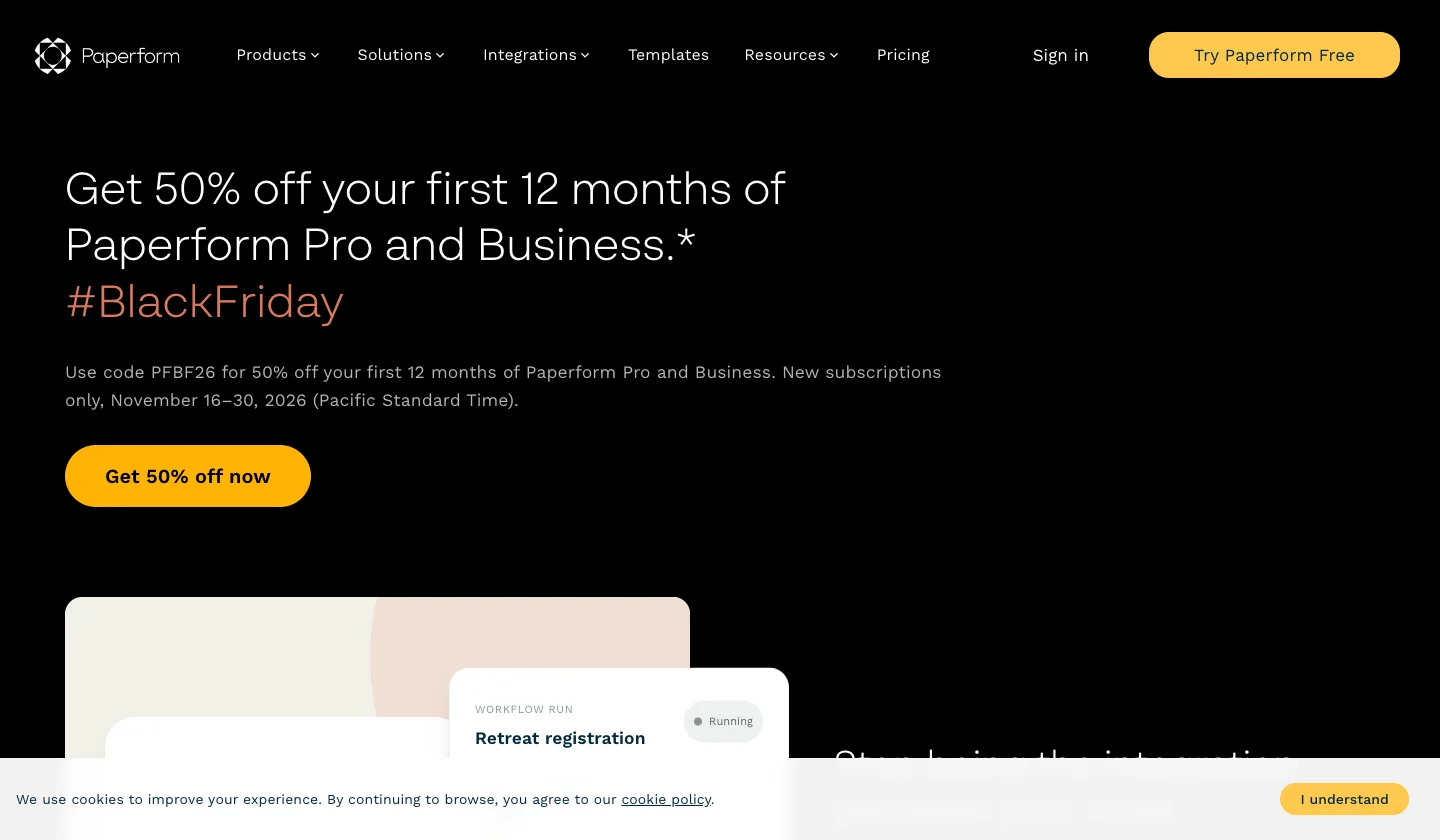 Paperform
Products
Solutions
Integrations
Templates
Resources
Pricing
Sign in
Try Paperform Free
Get 50% off your first 12 months of
Paperform Pro and Business.*
#BlackFriday
Use code PFBF26 for 50% off your first 12 months of Paperform Pro and Business. New subscriptions
only, November 16–30, 2026 (Pacific Standard Time).
Get 50% off now
WORKFLOW RUN
Retreat registration
Running
Stop being the integration
We use cookies to improve your experience. By continuing to browse, you agree to our cookie policy.
I understand